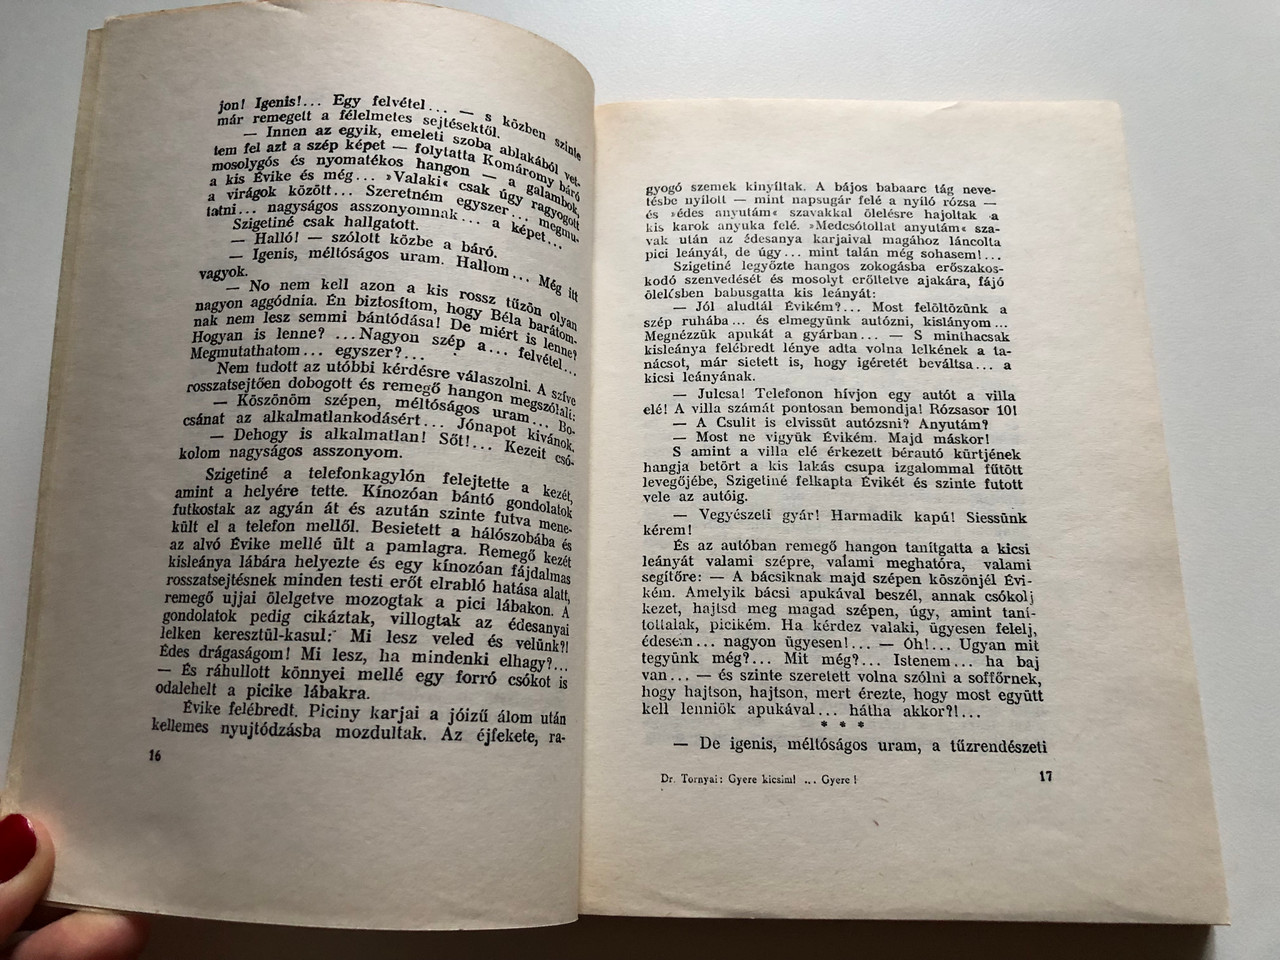 jon! Igenis!... Egy felvétel... — s közben szinte
már remegett a félelmetes sejtésektől.
— Innen az egyik, emeleti szoba ablakából vet-
tem fel azt a szép képet — folytatta Komáromy báró
mosolygós és nyomatékos hangon — a galambok,
a kis Évike és még... »Valaki« csak úgy ragyogott
a virágok között... Szeretném egyszer... megmu-
tatni... nagyságos asszonyomnak... a képet...
Szigetiné csak hallgatott.
— Halló! — szólott közbe a báró.
— Igenis, méltóságos uram. Hallom... Még itt
vagyok.
— No nem kell azon a kis rossz tűzön olyan
nagyon aggódnia. Én biztosítom, hogy Béla barátom-
nak nem lesz semmi bántódása! De miért is lenne?
Hogyan is lenne? ...Nagyon szép a... felvétel...
Megmutathatom... egyszer?...
Nem tudott az utóbbi kérdésre válaszolni. A szíve
rosszatsejtően dobogott és remegő hangon megszólalt:
— Köszönöm szépen, méltóságos uram... Bo-
csánat az alkalmatlankodásért... Jónapot kivánok.
— Dehogy is alkalmatlan! Sőt!... Kezeit csó-
kolom nagyságos asszonyom.
Szigetiné a telefonkagylón felejtette a kezét,
amint a helyére tette. Kínozóan bántó gondolatok
futkostak az agyán át és azután szinte futva mene-
kült el a telefon mellől. Besietett a hálószobába és
az alvó Évike mellé ült a pamlagra. Remegő kezét
kisleánya lábára helyezte és egy kínozóan fájdalmas
rosszatsejtésnek minden testi erőt elrabló hatása alatt,
remegő ujjai ölelgetve mozogtak a pici lábakon. A
gondolatok pedig cikáztak, villogtak az édesanyai
lelken keresztül-kasul: Mi lesz veled és velünk?!
Édes drágaságom! Mi lesz, ha mindenki elhagy?...
— És ráhullott könnyei mellé egy forró csókot is
odalehelt a picike lábakra.
Évike felébredt. Piciny karjai a jóizű álom után
kellemes nyujtódzásba mozdultak. Az éjfekete, ra-
16
gyogó szemek kinyíltak. A bájos babaarc tág neve-
tésbe nyílott — mint napsugár felé a nyíló rózsa —
és »édes anyutám« szavakkal ölelésre hajoltak a
kis karok anyuka felé. »Medcsótollat anyutám« sza-
vak után az édesanya karjaival magához láncolta
pici leányát, de úgy... mint talán még sohasem!...
Szigetiné legyőzte hangos zokogásba erőszakos-
kodó szenvedését és mosolyt erőltetve ajakára, fájó
ölelésben babusgatta kis leányát:
— Jól aludtál Évikém?... Most felöltözünk a
szép ruhába... és elmegyünk autózni, kislányom...
Megnézzük apukát a gyárban... — S minthacsak
kisleánya felébredt lénye adta volna lelkének a ta-
nácsot, már sietett is, hogy igéretét beváltsa... a
kicsi leányának.
— Julcsa! Telefonon hívjon egy autót a villa
elé! A villa számát pontosan bemondja! Rózsasor 10!
— A Csulit is elvissüt autózsni? Anyutám?
— Most ne vigyük Évikém. Majd máskor!
S amint a villa elé érkezett bérautó kürtjének
hangja betört a kis lakás csupa izgalommal fűtött
levegőjébe, Szigetiné felkapta Évikét és szinte futott
vele az autóig.
— Vegyészeti gyár! Harmadik kapú! Siessünk
kérem!
És az autóban remegő hangon tanítgatta a kicsi
leányát valami szépre, valami meghatóra, valami
segítőre: — A bácsiknak majd szépen köszönjél Évi-
kém. Amelyik bácsi apukával beszél, annak csókolj
kezet, hajtsd meg magad szépen, úgy, amint taní-
tottalak, picikém. Ha kérdez valaki, ügyesen felelj,
édesem... nagyon ügyesen!... — Óh!... Ugyan mit
tegyünk még?... Mit még?... Istenem... ha baj
van... — és szinte szeretett volna szólni a soffőrnek,
hogy hajtson, hajtson, mert érezte, hogy most együtt
kell lenniök apukával... hátha akkor?!...
* * *
— De igenis, méltóságos uram, a tűzrendészeti
Dr. Tornyai: Gyere kicsim! ... Gyere!
17